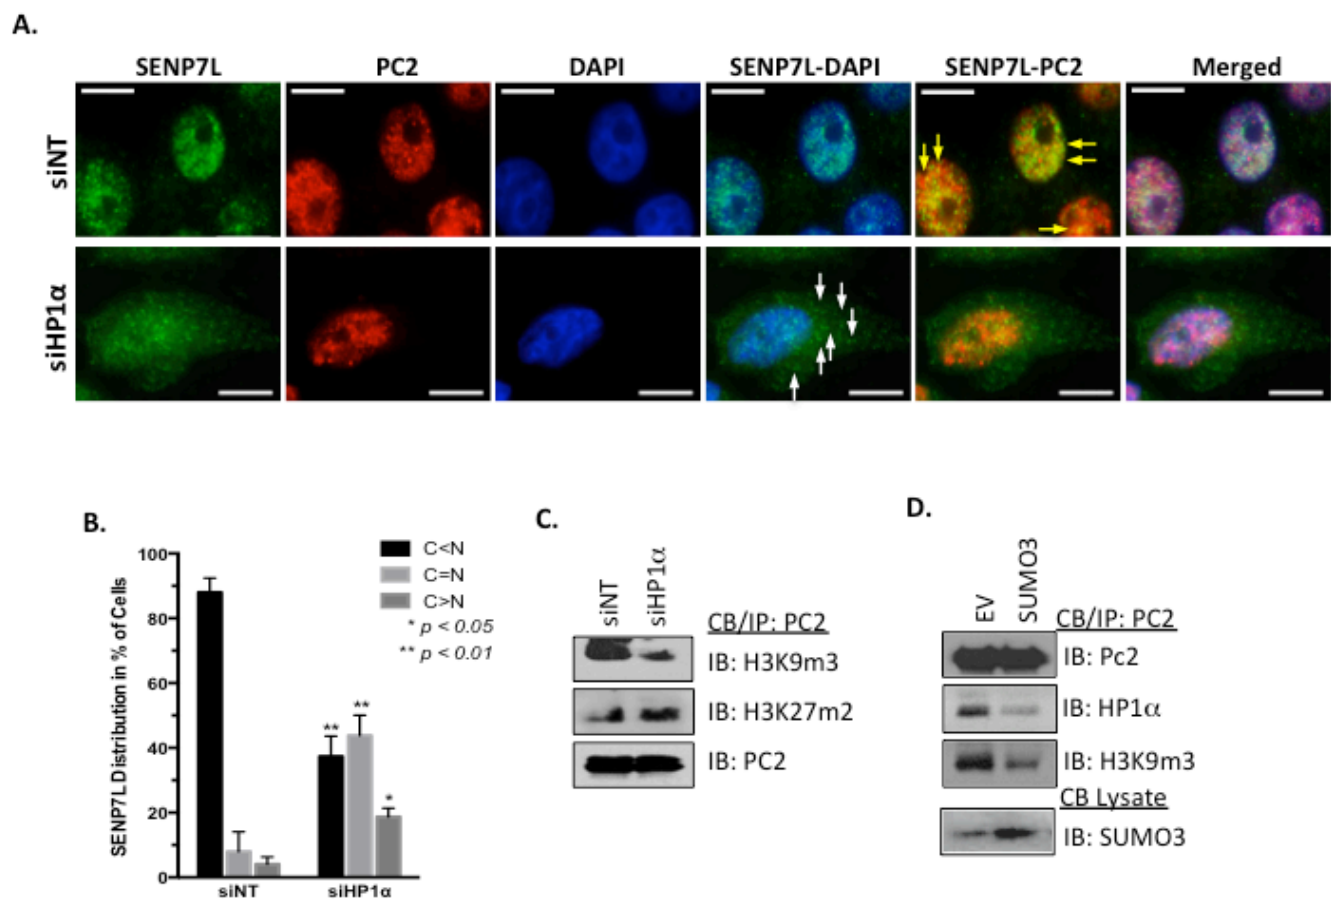 A.
SENP7L PC2 DAPI SENP7L-DAPI SENP7L-PC2 Merged
siNT
siHP1α
B.
SENP7L Distribution in % of Cells
100
80
60
40
20
0
C<N
C=N
C>N
* p < 0.05
** p < 0.01
** ** *
siNT siHP1α
C.
siNT siHP1α
CB/IP: PC2
IB: H3K9m3
IB: H3K27m2
IB: PC2
D.
EV SUMO3
CB/IP: PC2
IB: Pc2
IB: HP1α
IB: H3K9m3
CB Lysate
IB: SUMO3